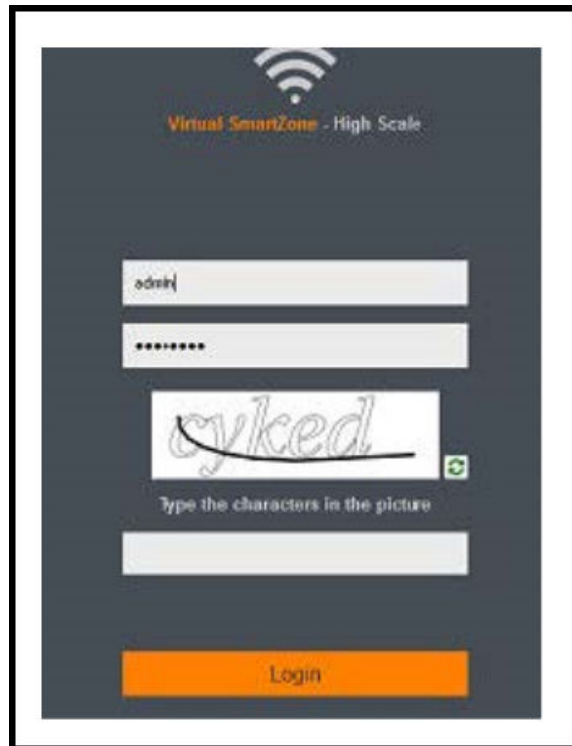 Virtual SmartZone - High Scale
admin
••••••••
cyked
Type the characters in the picture
Login